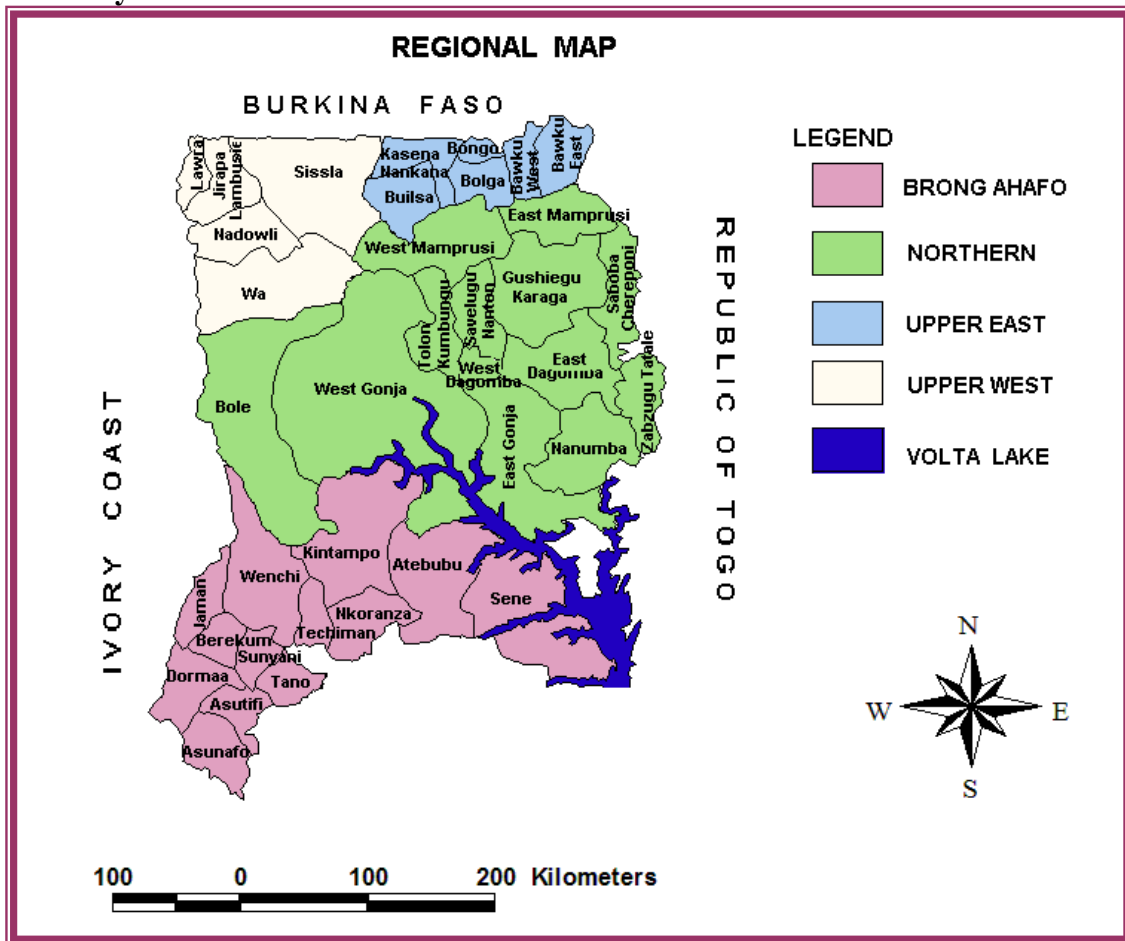 REGIONAL MAP
BURKINA FASO
IVORY COAST
REPUBLIC OF TOGO
Lawra
Jirapa
Lambusie
Sissla
Nadowli
Wa
Kasena
Nankana
Builsa
Bongo
Bolga
Bawku
West
Bawku
East
West Mamprusi
East Mamprusi
Gushiegu
Karaga
Saboba
Chereponi
Tolon
Kumbungu
Savelugu
Nanton
West
Dagomba
East
Dagomba
Zabzugu Tatale
Bole
West Gonja
East Gonja
Nanumba
Kintampo
Atebubu
Sene
Wenchi
Jaman
Nkoranza
Techiman
Berekum
Sunyani
Dormaa
Tano
Asutifi
Asunafo
LEGEND
BRONG AHAFO
NORTHERN
UPPER EAST
UPPER WEST
VOLTA LAKE
N
W
E
S
100 0 100 200 Kilometers